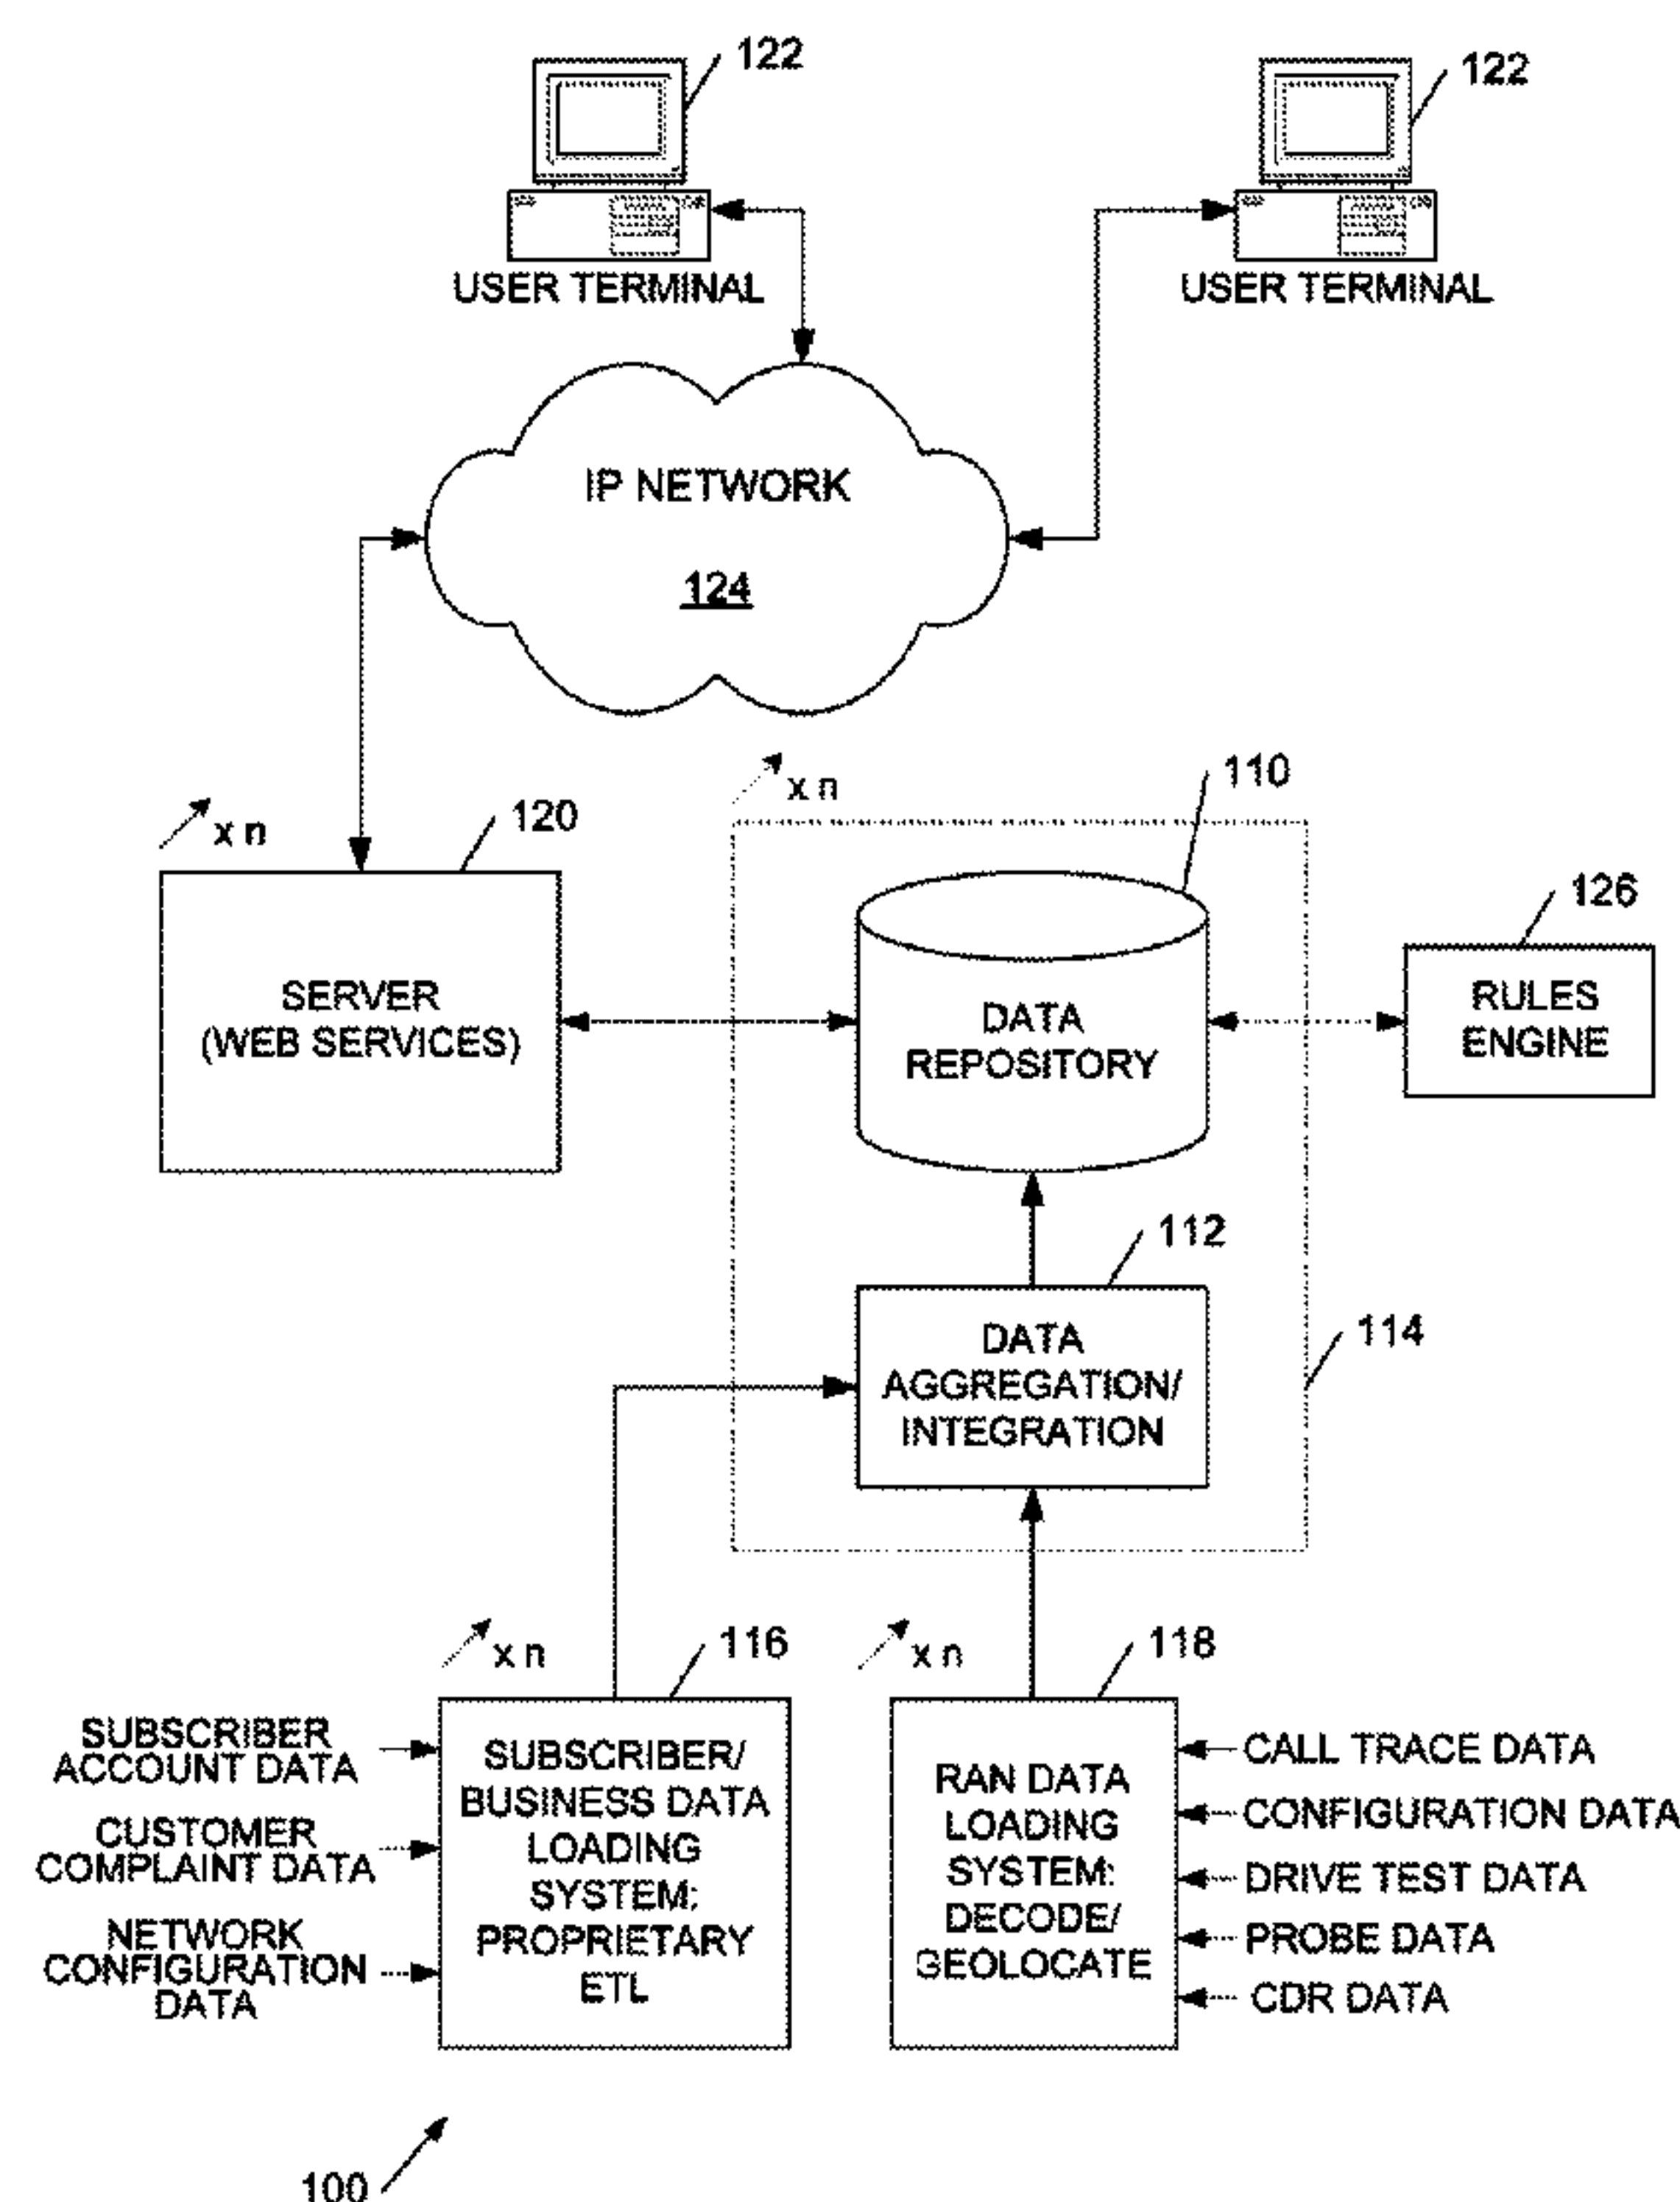 122
122
USER TERMINAL
USER TERMINAL
IP NETWORK
124
x n
110
x n
120
126
SERVER
(WEB SERVICES)
DATA
REPOSITORY
RULES
ENGINE
112
DATA
AGGREGATION/
INTEGRATION
114
x n
116
x n
118
SUBSCRIBER
ACCOUNT DATA
CUSTOMER
COMPLAINT DATA
NETWORK
CONFIGURATION
DATA
SUBSCRIBER/
BUSINESS DATA
LOADING
SYSTEM:
PROPRIETARY
ETL
RAN DATA
LOADING
SYSTEM:
DECODE/
GEOLOCATE
CALL TRACE DATA
CONFIGURATION DATA
DRIVE TEST DATA
PROBE DATA
CDR DATA
100